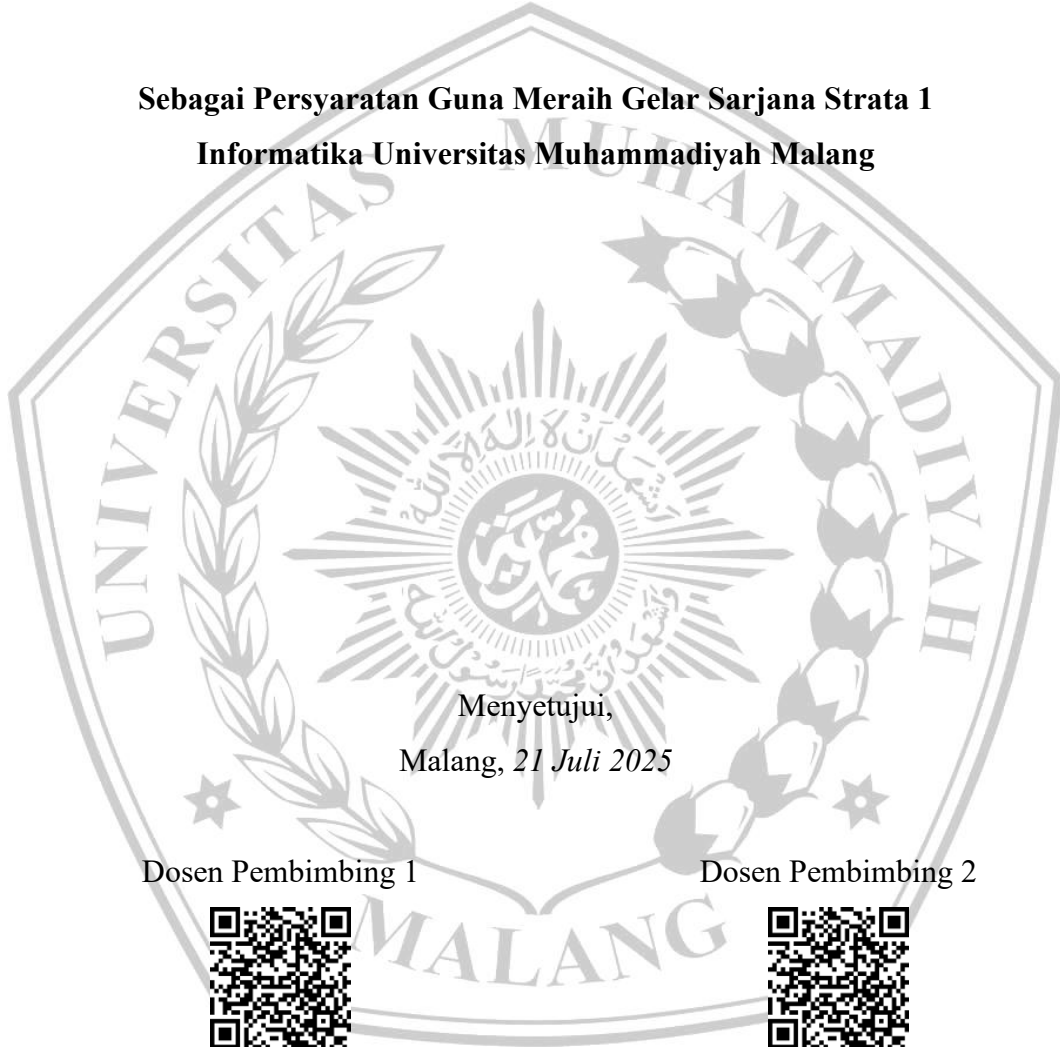 Sebagai Persyaratan Guna Meraih Gelar Sarjana Strata 1
Informatika Universitas Muhammadiyah Malang
UNIVERSITAS MUHAMMADIYAH
Menyetujui,
Malang, 21 Juli 2025
Dosen Pembimbing 1 Dosen Pembimbing 2
MALANG